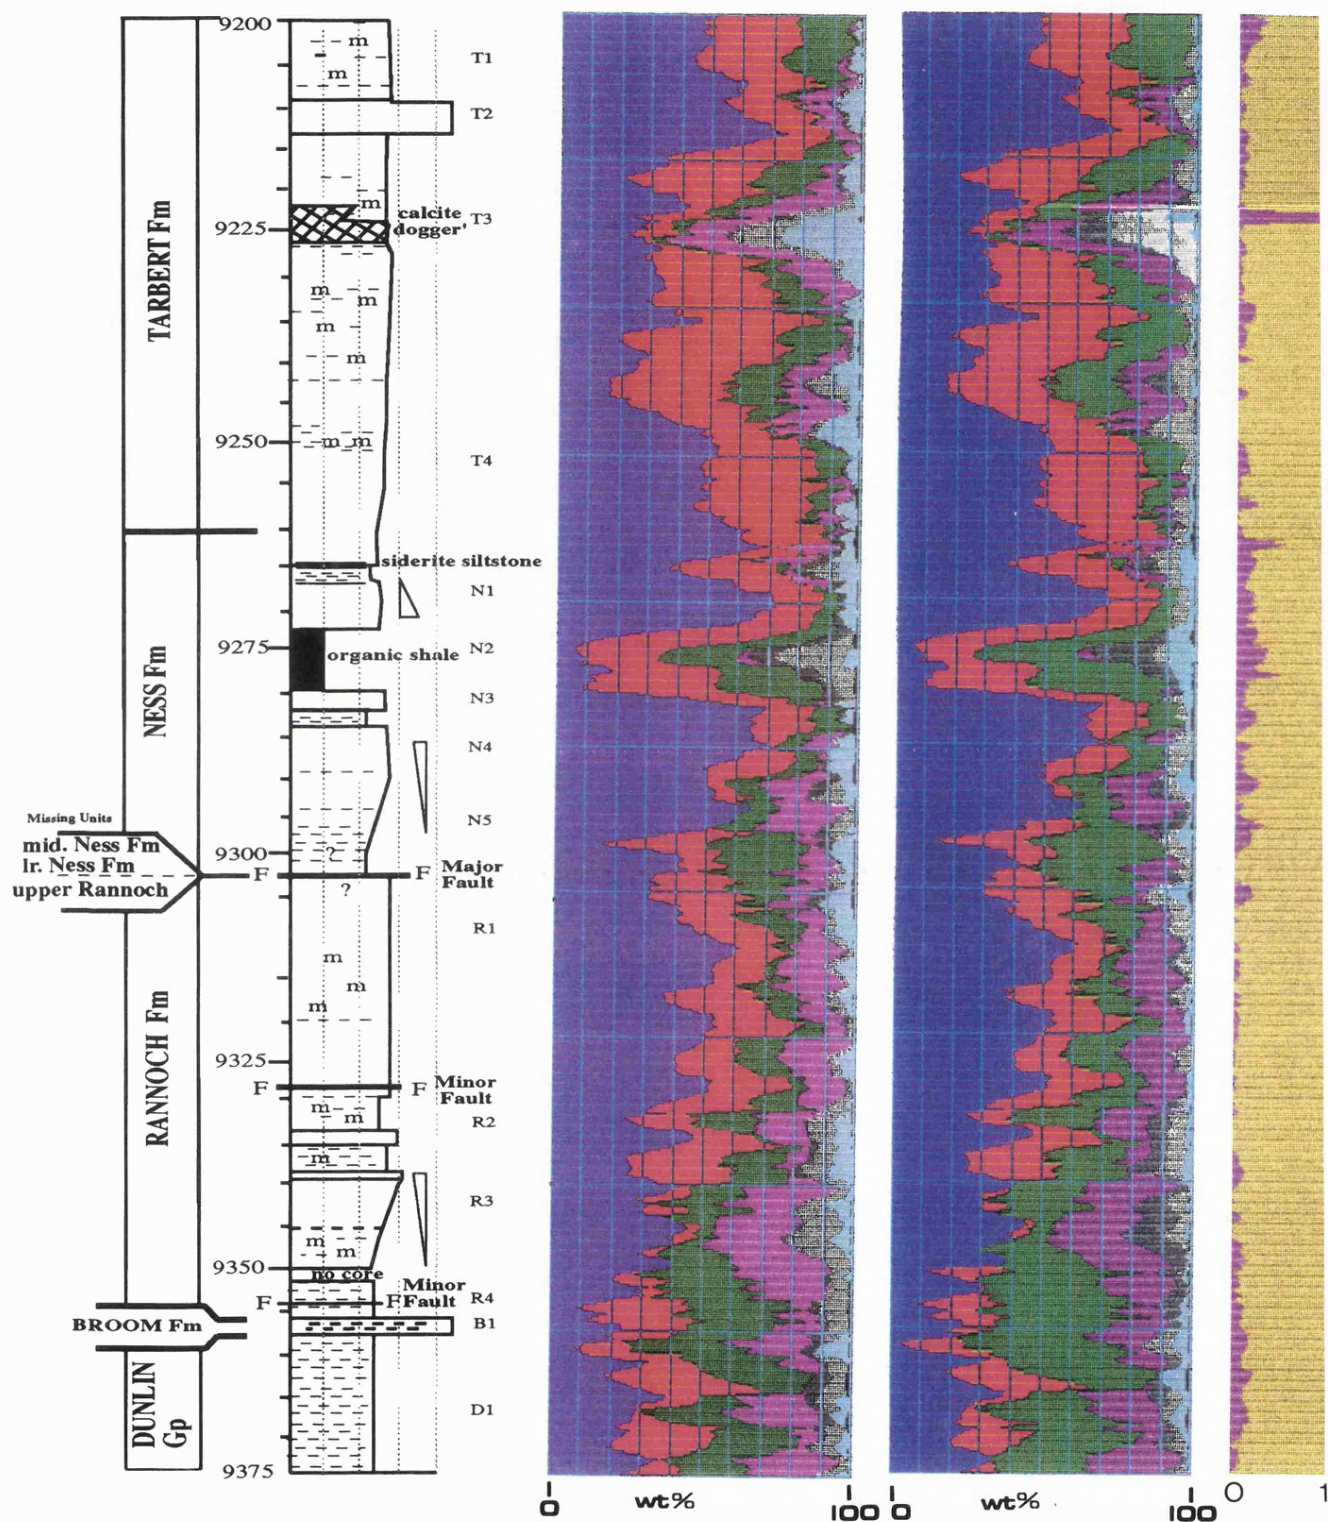 TARBERT Fm
NESS Fm
Missing Units
mid. Ness Fm
lr. Ness Fm
upper Rannoch
RANNOCH Fm
BROOM Fm
DUNLIN
Gp
9200
9225
9250
9275
9300
9325
9350
9375
m
m
m
calcite
dogger'
m
m
m
m
m m
siderite siltstone
organic shale
?
F F Major
Fault
?
m
m
m
F F Minor
Fault
m
m
m
m
m
no core
F F Minor
Fault
T1
T2
T3
T4
N1
N2
N3
N4
N5
R1
R2
R3
R4
B1
D1
0 wt% 100
0 wt% 100
0 1